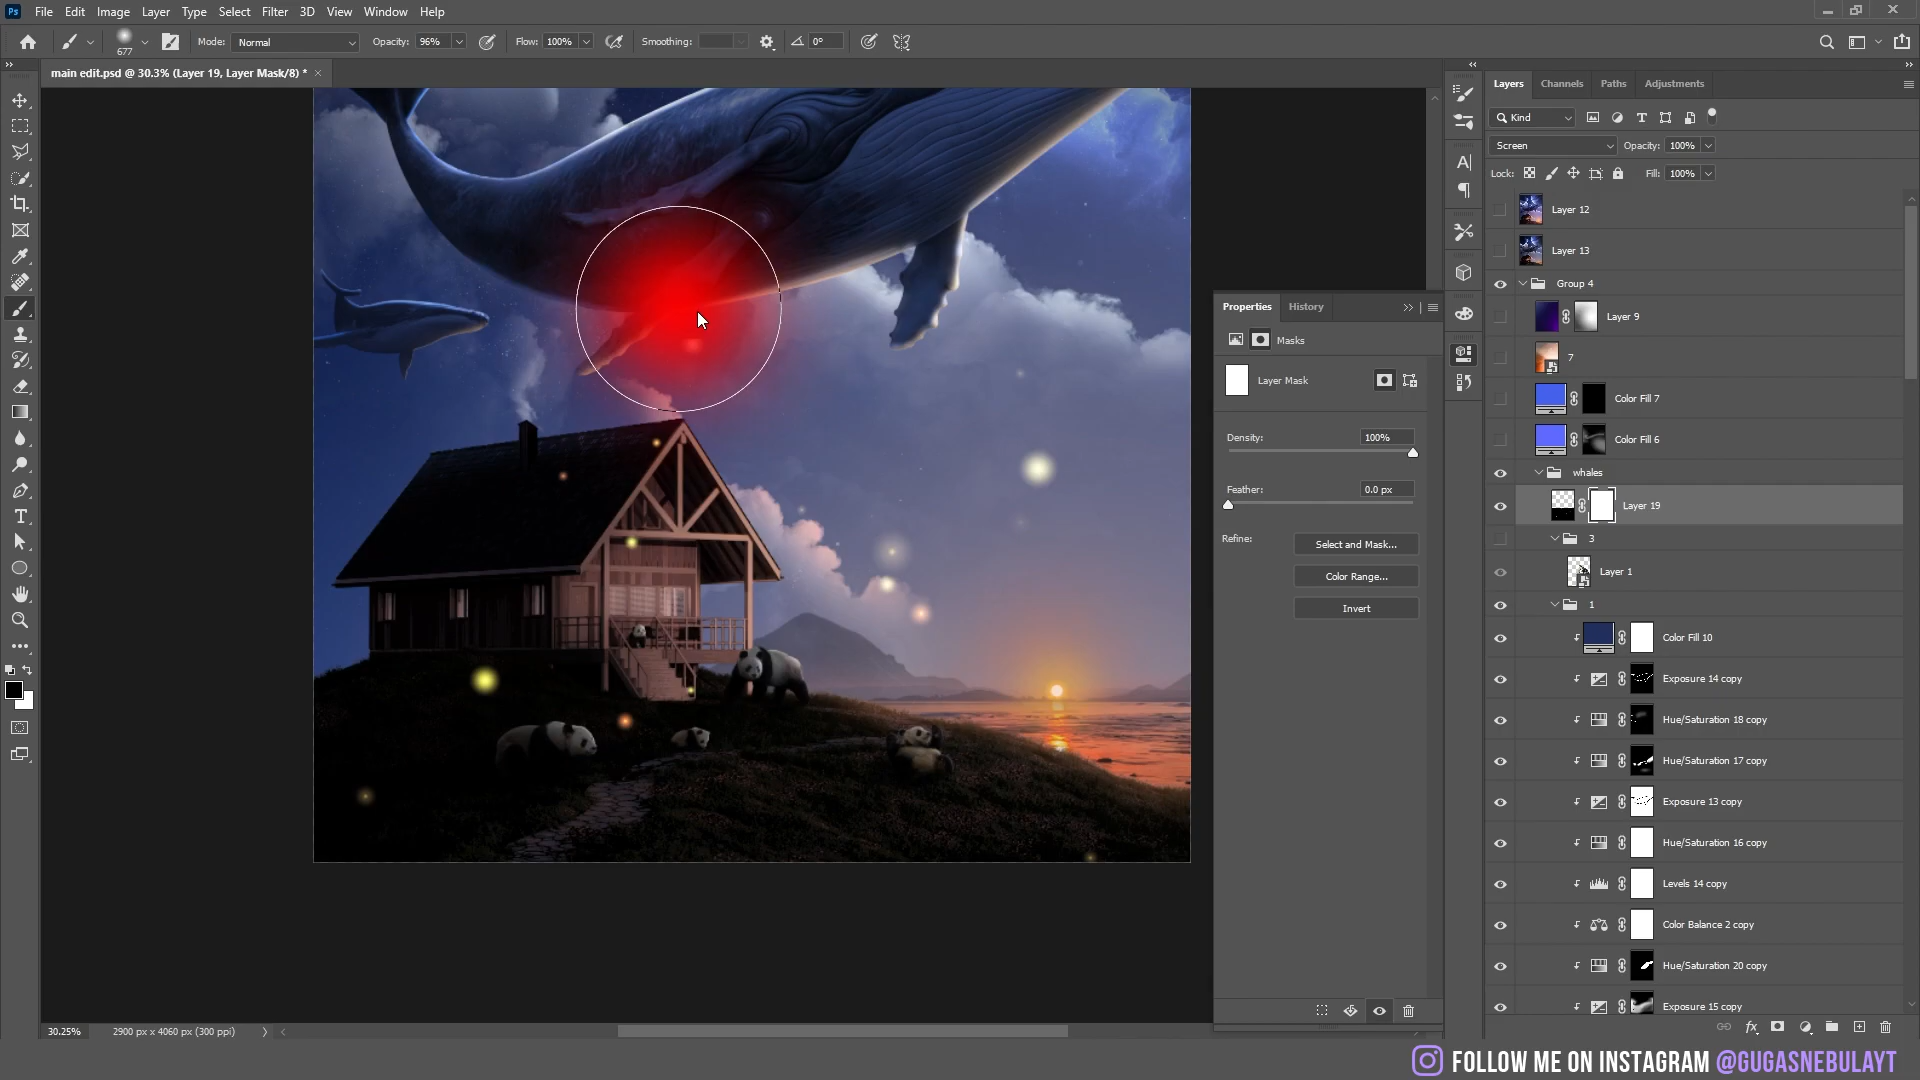 Ps File Edit Image Layer Type Select Filter 3D View Window Help
677 Mode: Normal Opacity: 96% Flow: 100% Smoothing: 0°
main edit.psd @ 30.3% (Layer 19, Layer Mask/8) *
Layers Channels Paths Adjustments
Kind
Screen Opacity: 100%
Lock: Fill: 100%
Layer 12
Layer 13
Group 4
Layer 9
7
Color Fill 7
Color Fill 6
whales
Layer 19
3
Layer 1
1
Color Fill 10
Exposure 14 copy
Hue/Saturation 18 copy
Hue/Saturation 17 copy
Exposure 13 copy
Hue/Saturation 16 copy
Levels 14 copy
Color Balance 2 copy
Hue/Saturation 20 copy
Exposure 15 copy
Properties History
Masks
Layer Mask
Density: 100%
Feather: 0.0 px
Refine: Select and Mask...
Color Range...
Invert
30.25% 2900 px x 4060 px (300 ppi)
FOLLOW ME ON INSTAGRAM @GUGASNEBULAYT